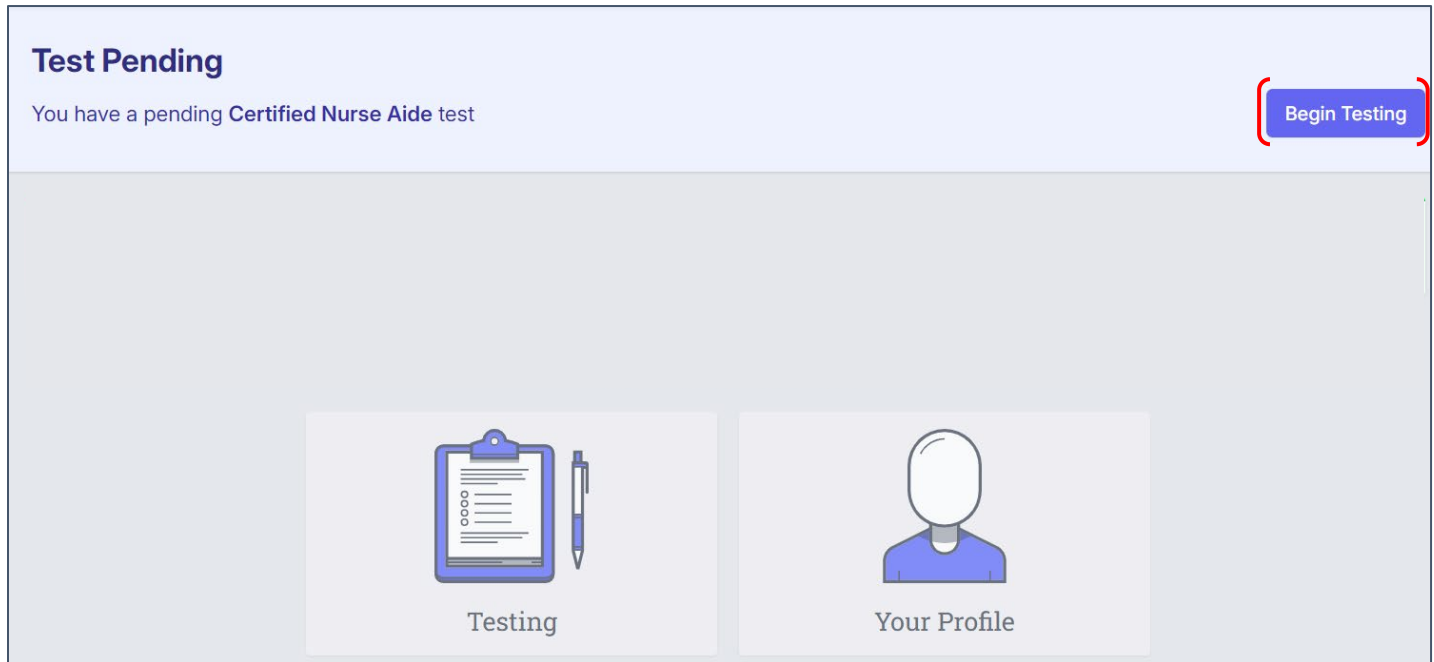 Test Pending
You have a pending Certified Nurse Aide test
Begin Testing
Testing
Your Profile